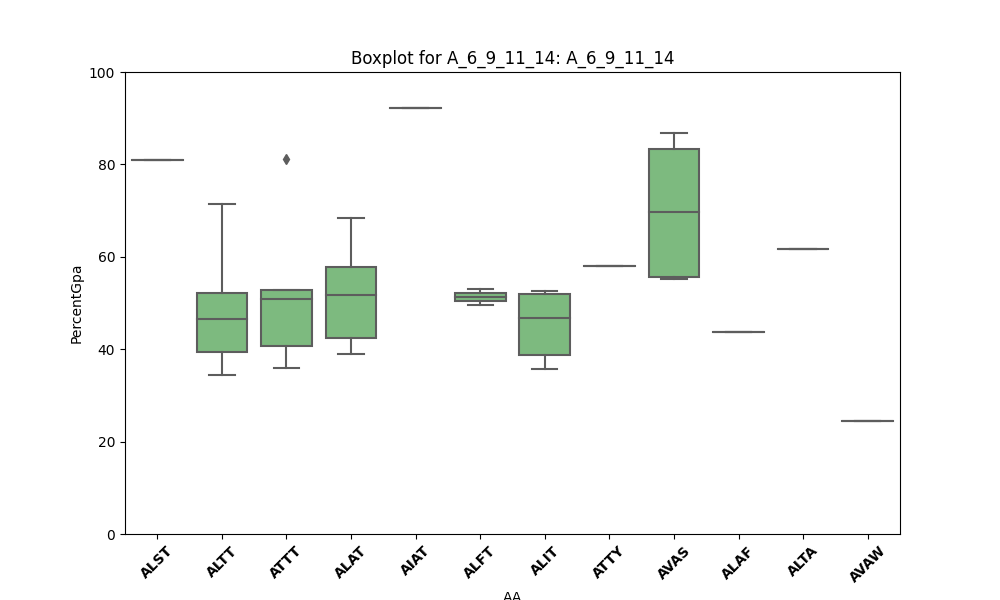 Boxplot for A_6_9_11_14: A_6_9_11_14
100
80
60
40
20
0
PercentGpa
ALST
ALTT
ATTT
ALAT
AIAT
ALFT
ALIT
ATTY
AVAS
ALAF
ALTA
AVAW
AA